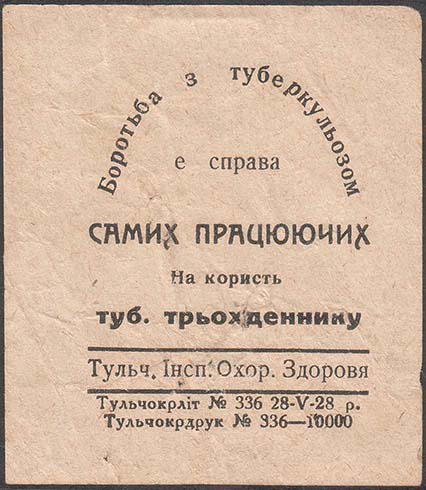 Боротьба з туберкульозом
е справа
САМИХ ПРАЦЮЮЧИХ
На користь
туб. трьохденнику
Тульч. Інсп. Охор. Здоровя
Тульчокрліт № 336 28-V-28 р.
Тульчокрдрук № 936—10000